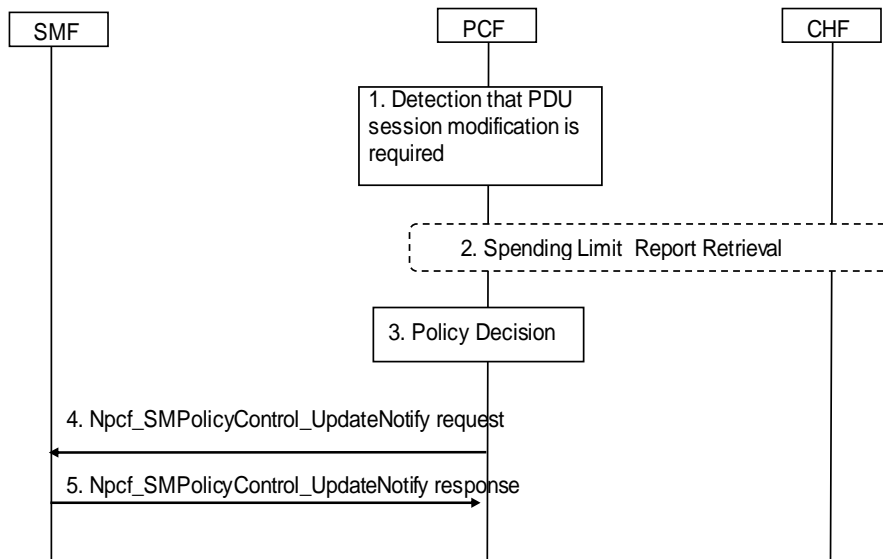 SMF
PCF
CHF
1. Detection that PDU
session modification is
required
2. Spending Limit Report Retrieval
3. Policy Decision
4. Npcf_SMPolicyControl_UpdateNotify request
5. Npcf_SMPolicyControl_UpdateNotify response